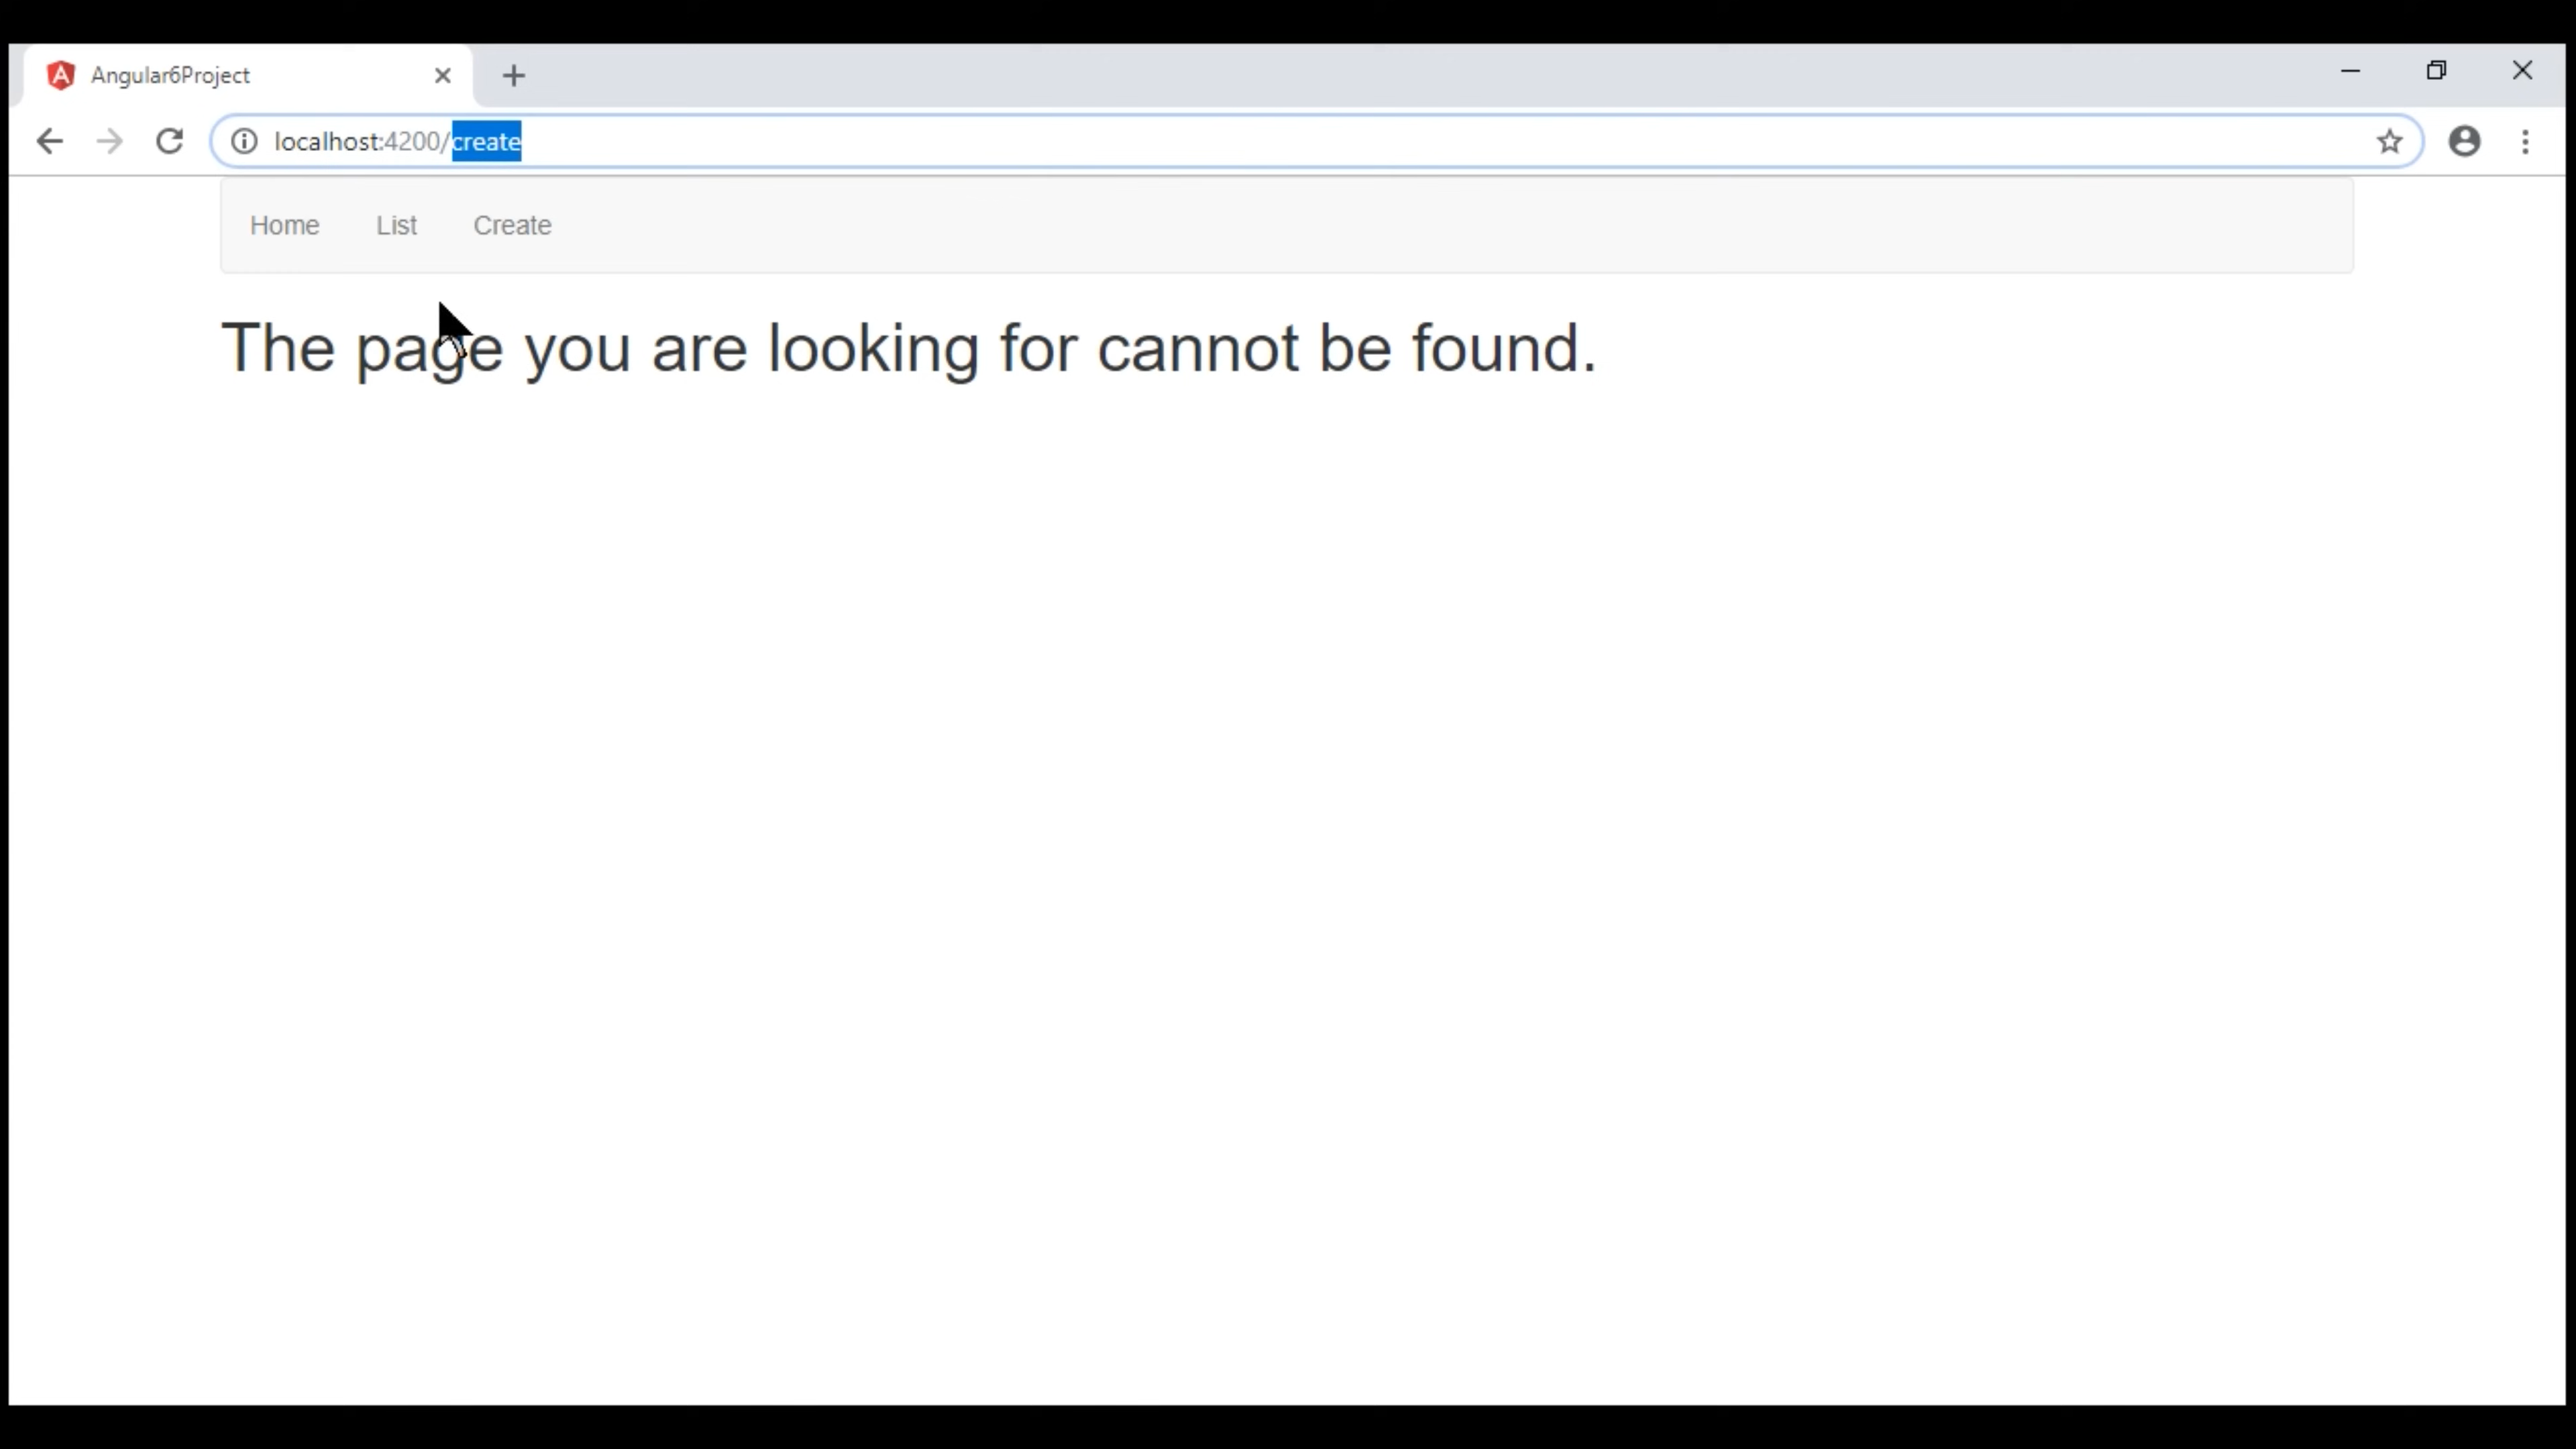 Angular6Project
localhost:4200/create
Home List Create
The page you are looking for cannot be found.